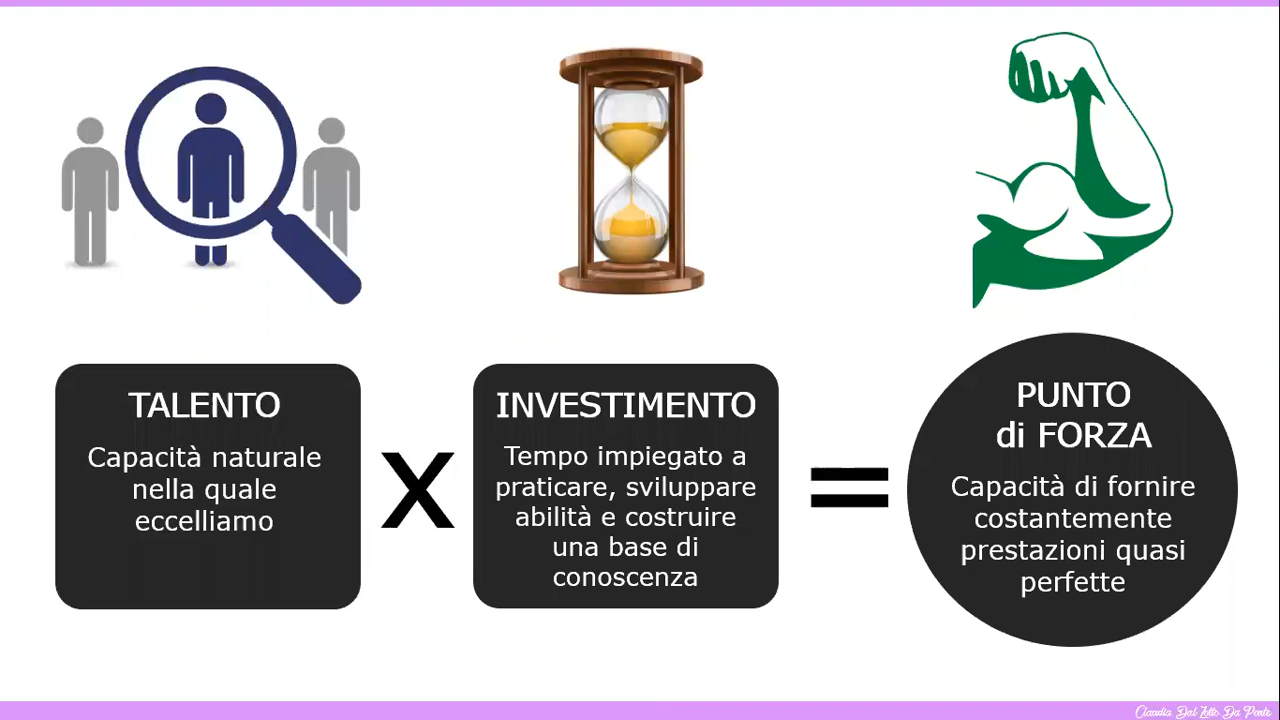 TALENTO
Capacità naturale
nella quale
eccelliamo
x
INVESTIMENTO
Tempo impiegato a
praticare, sviluppare
abilità e costruire
una base di
conoscenza
=
PUNTO
di FORZA
Capacità di fornire
costantemente
prestazioni quasi
perfette
Claudia Dal Zotto Da Ponte